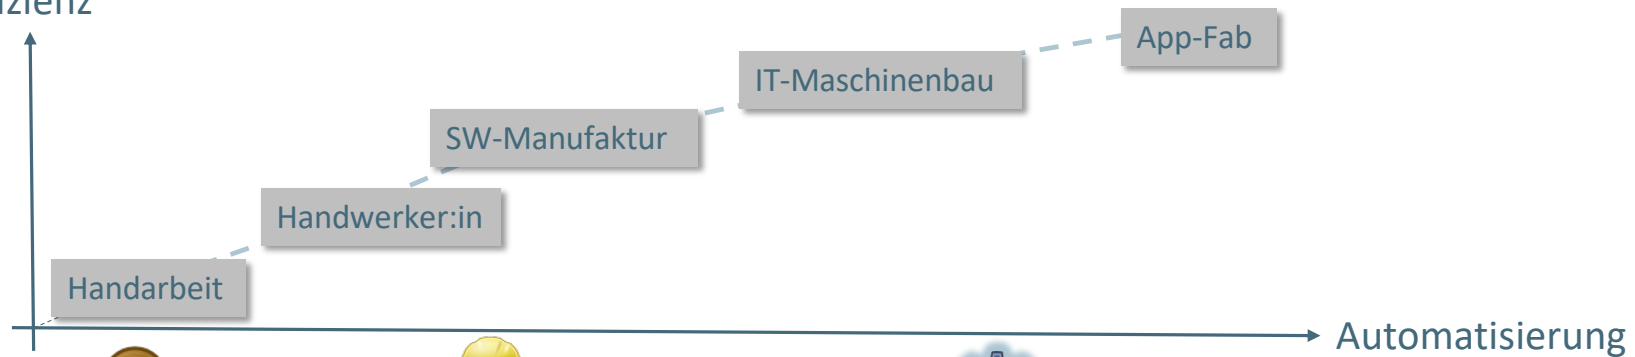 App-Fab
IT-Maschinenbau
SW-Manufaktur
Handwerker:in
Handarbeit
Automatisierung